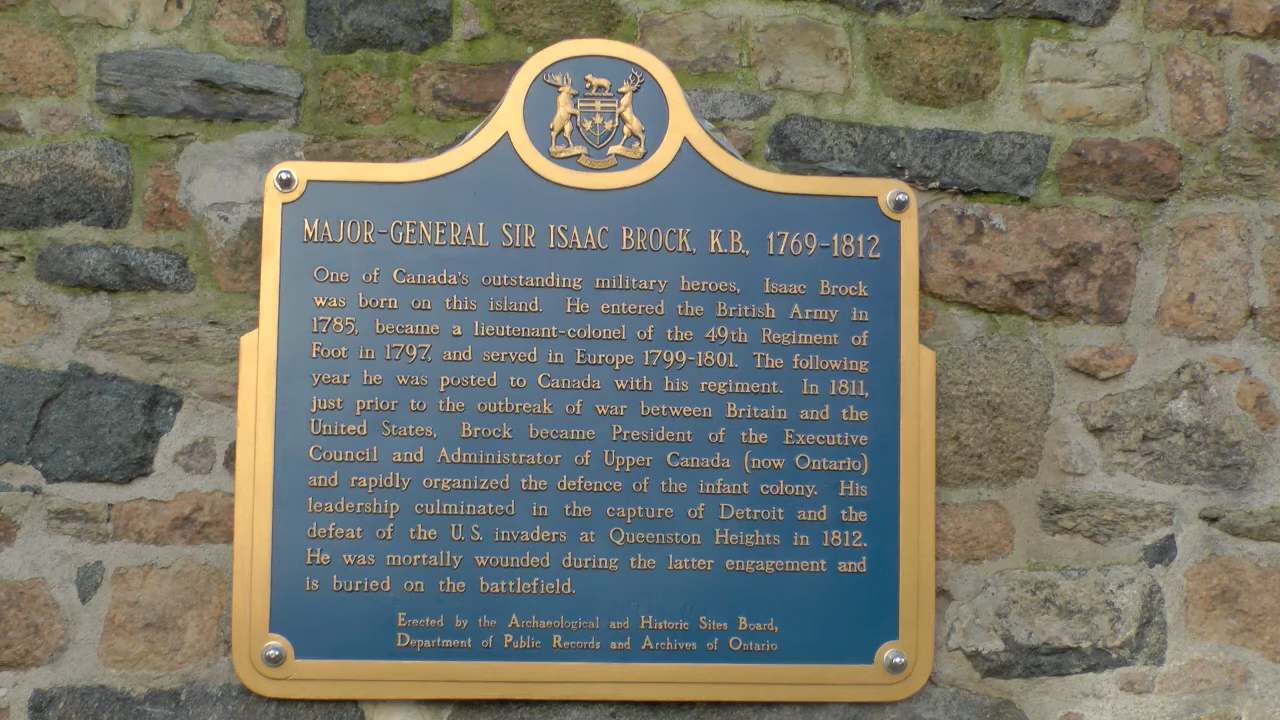 MAJOR-GENERAL SIR ISAAC BROCK, K.B., 1769-1812
One of Canada's outstanding military heroes, Isaac Brock
was born on this island. He entered the British Army in
1785, became a lieutenant-colonel of the 49th Regiment of
Foot in 1797, and served in Europe 1799-1801. The following
year he was posted to Canada with his regiment. In 1811,
just prior to the outbreak of war between Britain and the
United States, Brock became President of the Executive
Council and Administrator of Upper Canada (now Ontario)
and rapidly organized the defence of the infant colony. His
leadership culminated in the capture of Detroit and the
defeat of the U.S. invaders at Queenston Heights in 1812.
He was mortally wounded during the latter engagement and
is buried on the battlefield.
Erected by the Archaeological and Historic Sites Board,
Department of Public Records and Archives of Ontario